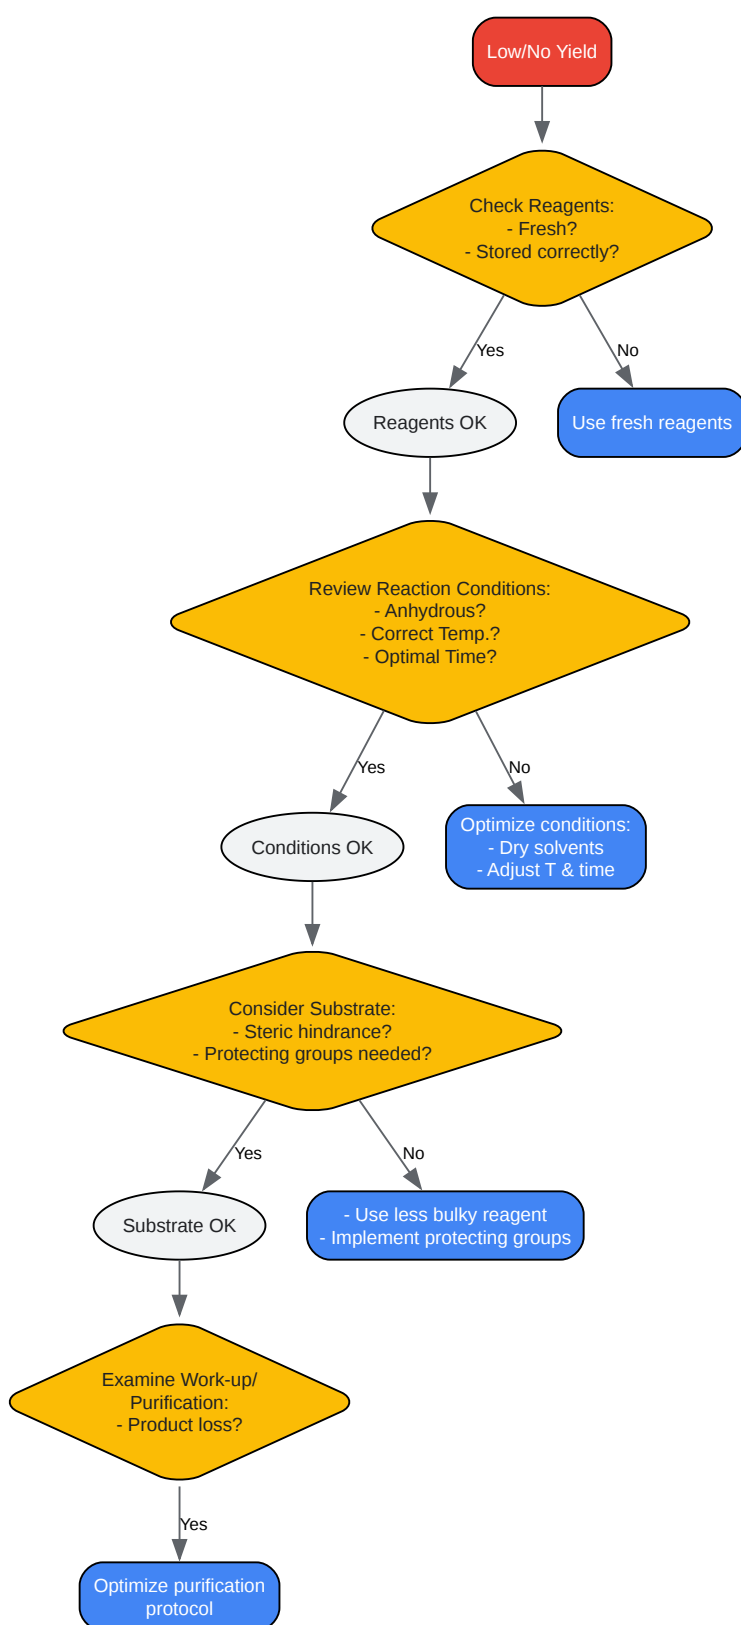 Low/No Yield
Check Reagents:
- Fresh?
- Stored correctly?
Yes
No
Reagents OK
Use fresh reagents
Review Reaction Conditions:
- Anhydrous?
- Correct Temp.?
- Optimal Time?
Yes
No
Conditions OK
Optimize conditions:
- Dry solvents
- Adjust T & time
Consider Substrate:
- Steric hindrance?
- Protecting groups needed?
Yes
No
Substrate OK
- Use less bulky reagent
- Implement protecting groups
Examine Work-up/
Purification:
- Product loss?
Yes
Optimize purification
protocol